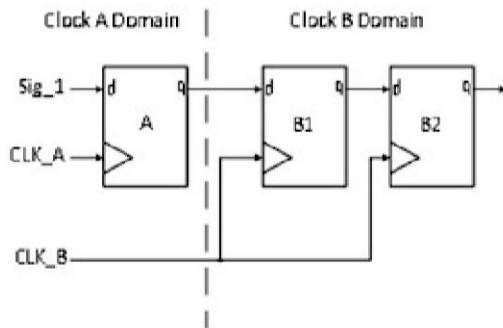 Clock A Domain
Clock B Domain
Sig_1
d
q
d
q
d
q
A
B1
B2
CLK_A
CLK_B